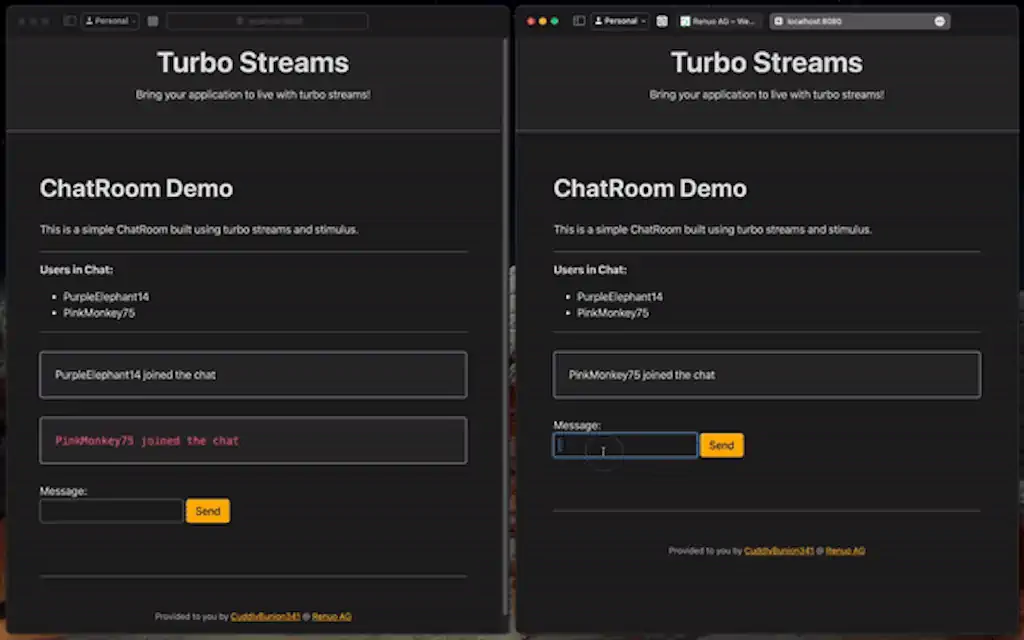 Personal
Turbo Streams
Bring your application to live with turbo streams!
ChatRoom Demo
This is a simple ChatRoom built using turbo streams and stimulus.
Users in Chat:
PurpleElephant14
PinkMonkey75
PurpleElephant14 joined the chat
PinkMonkey75 joined the chat
Message:
Send
Provided to you by CuddlyBunion341 @ Renuo AG
Personal
Renuo AG – We...
localhost:8080
Turbo Streams
Bring your application to live with turbo streams!
ChatRoom Demo
This is a simple ChatRoom built using turbo streams and stimulus.
Users in Chat:
PurpleElephant14
PinkMonkey75
PinkMonkey75 joined the chat
Message:
Send
Provided to you by CuddlyBunion341 @ Renuo AG